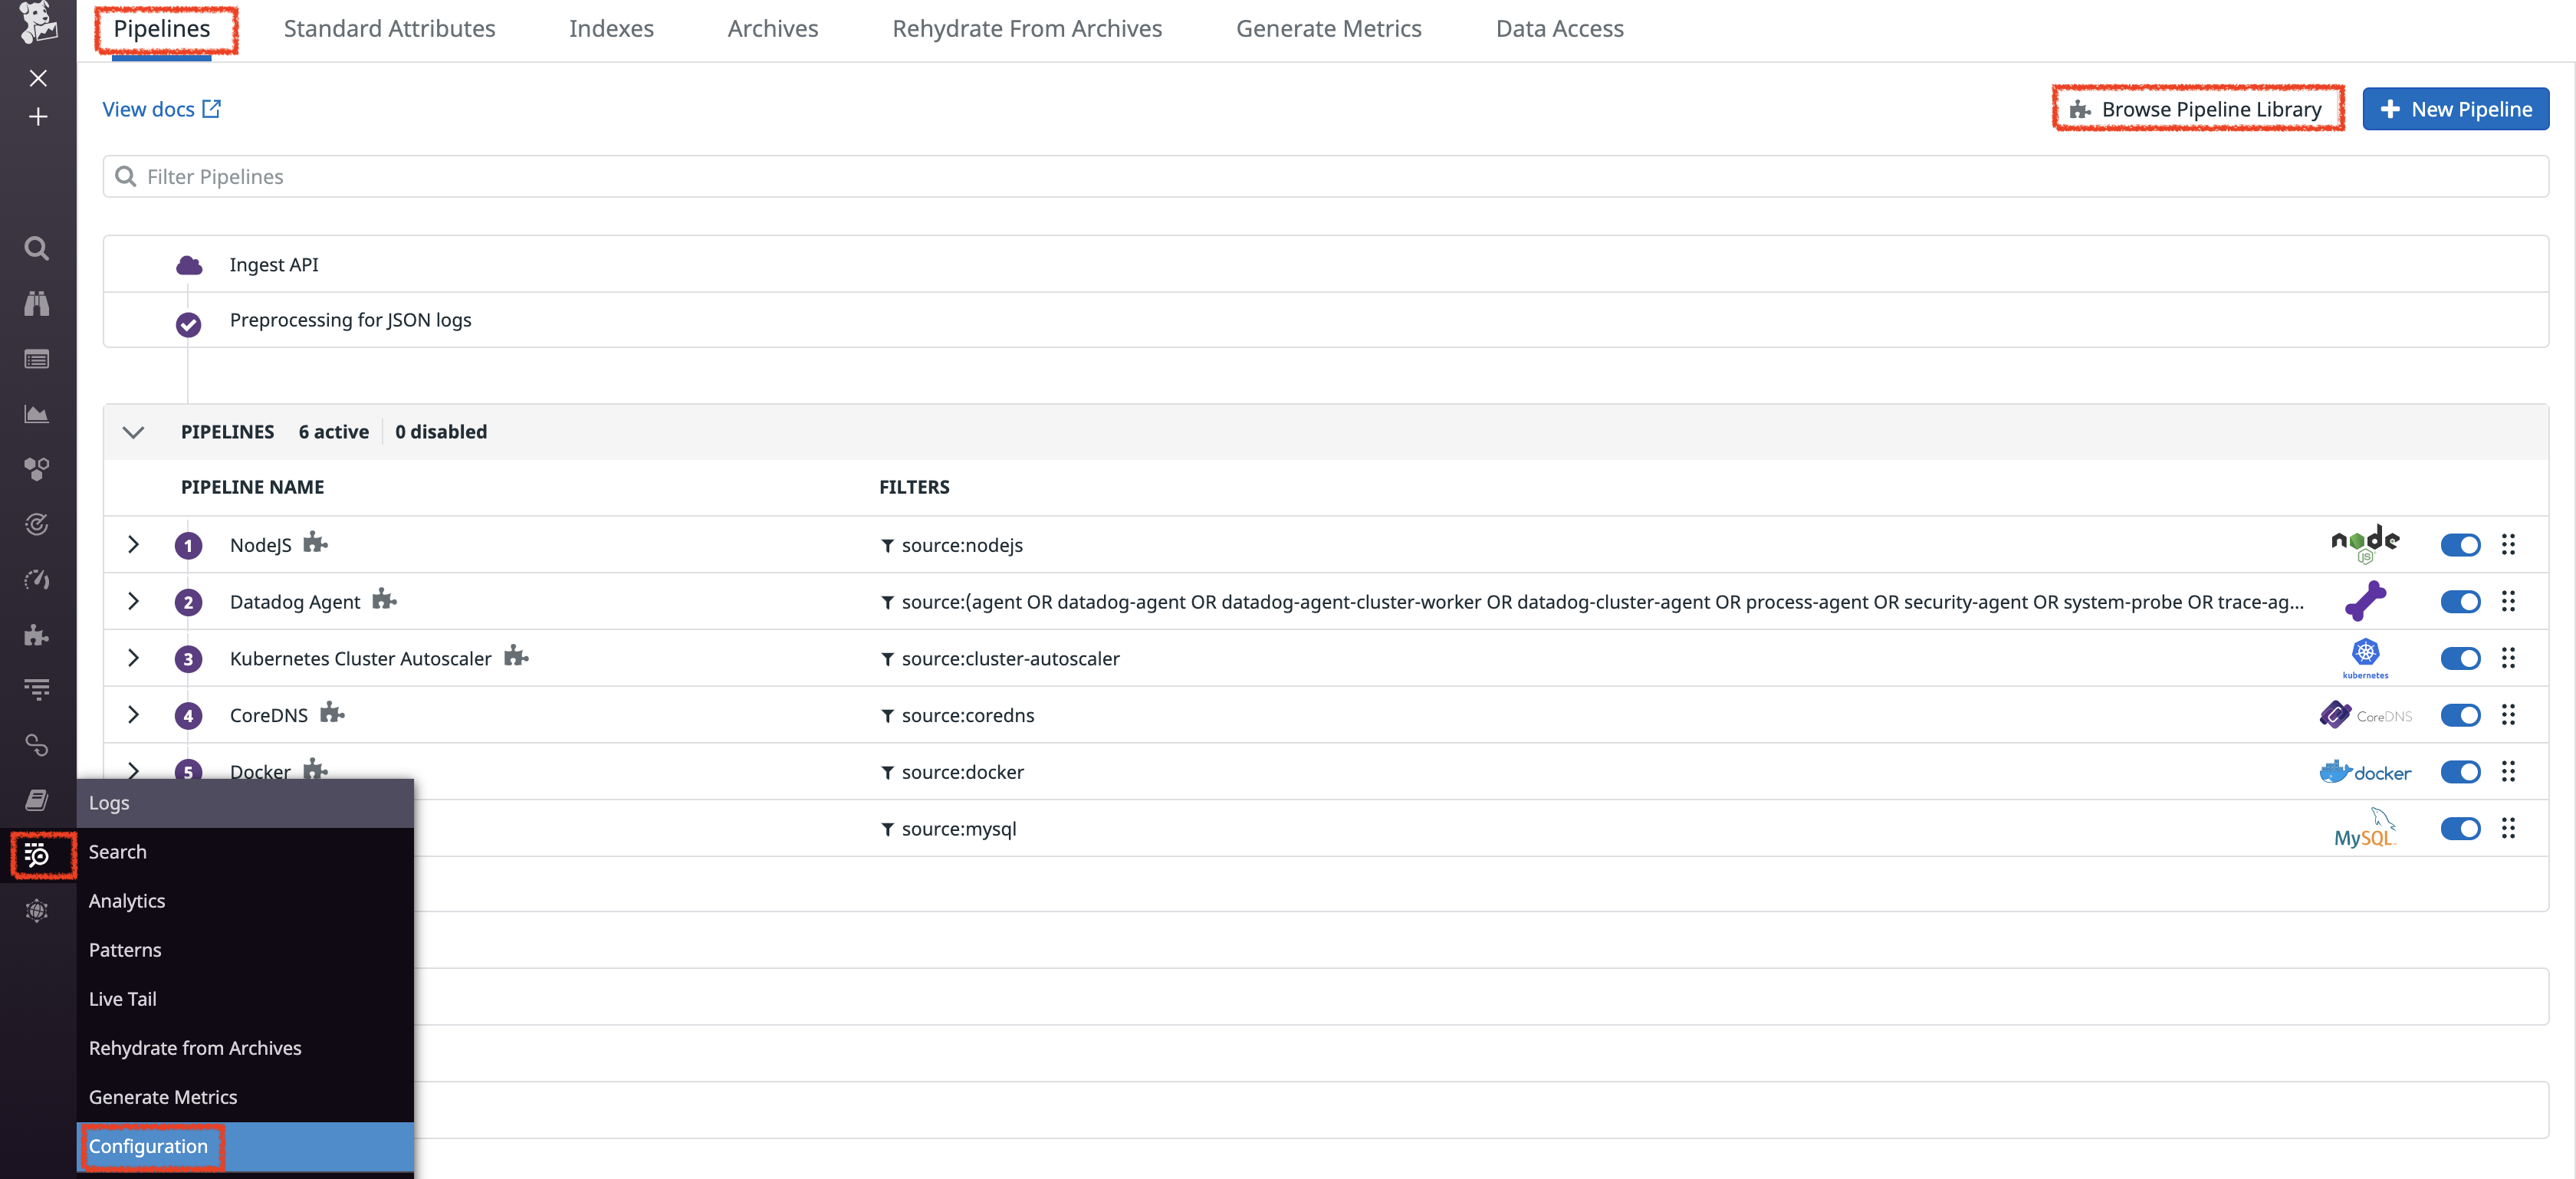 Pipelines Standard Attributes Indexes Archives Rehydrate From Archives Generate Metrics Data Access
View docs Browse Pipeline Library New Pipeline
Filter Pipelines
Ingest API
Preprocessing for JSON logs
PIPELINES 6 active 0 disabled
PIPELINE NAME FILTERS
1 NodeJS source:nodejs node JS
2 Datadog Agent source:(agent OR datadog-agent OR datadog-agent-cluster-worker OR datadog-cluster-agent OR process-agent OR security-agent OR system-probe OR trace-ag...
3 Kubernetes Cluster Autoscaler source:cluster-autoscaler kubernetes
4 CoreDNS source:coredns CoreDNS
5 Docker source:docker docker
source:mysql MySQL
Logs
Search
Analytics
Patterns
Live Tail
Rehydrate from Archives
Generate Metrics
Configuration